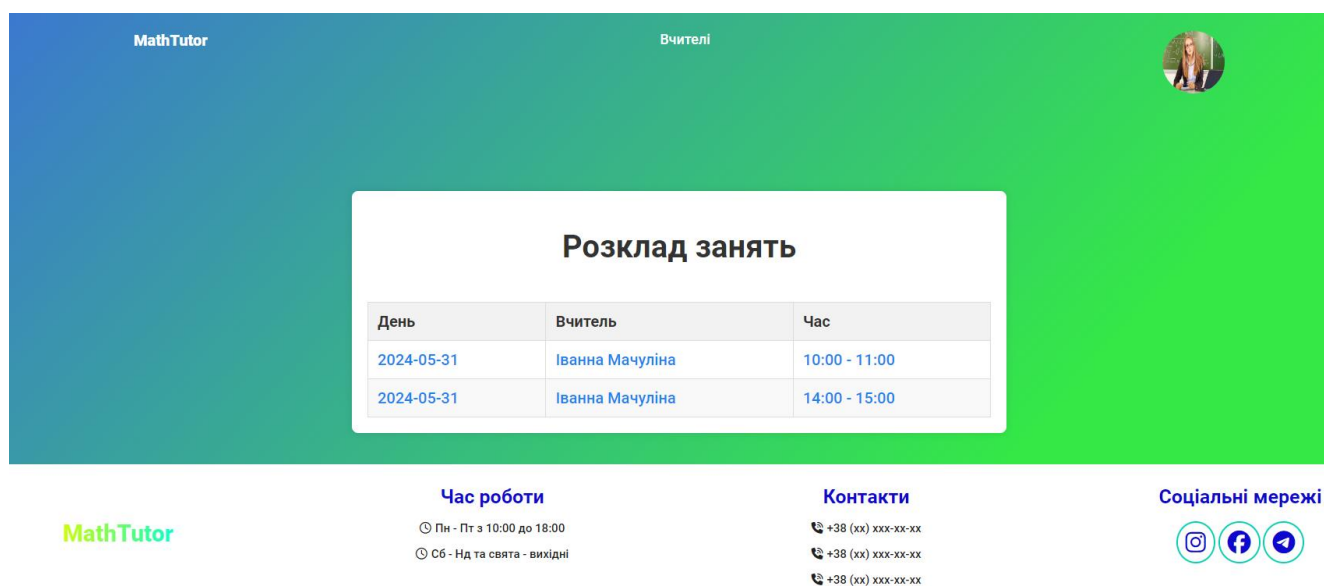 MathTutor
Вчителі
Розклад занять
День Вчитель Час
2024-05-31 Іванна Мачуліна 10:00 - 11:00
2024-05-31 Іванна Мачуліна 14:00 - 15:00
MathTutor
Час роботи
Пн - Пт з 10:00 до 18:00
Сб - Нд та свята - вихідні
Контакти
+38 (xx) xxx-xx-xx
+38 (xx) xxx-xx-xx
+38 (xx) xxx-xx-xx
Соціальні мережі